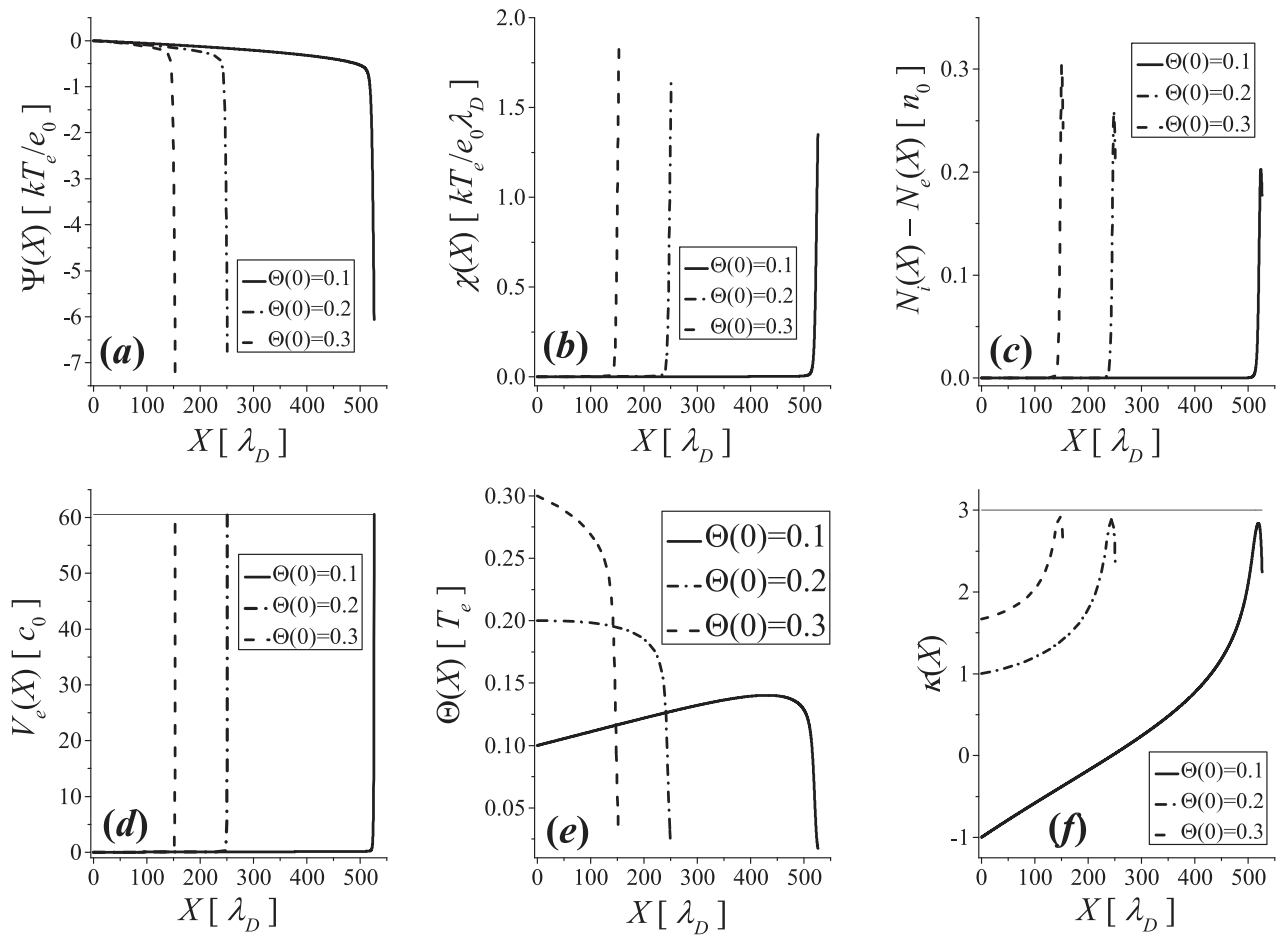 0
-1
-2
-3
-4
-5
-6
-7
Ψ(X) [ kT_e/e_0 ]
Θ(0)=0.1
Θ(0)=0.2
Θ(0)=0.3
(a)
0 100 200 300 400 500
X [ λ_D ]
2.0
1.5
1.0
0.5
0.0
χ(X) [ kT_e/e_0λ_D ]
Θ(0)=0.1
Θ(0)=0.2
Θ(0)=0.3
(b)
0 100 200 300 400 500
X [ λ_D ]
0.3
0.2
0.1
0.0
N_i(X) − N_e(X) [ n_0 ]
Θ(0)=0.1
Θ(0)=0.2
Θ(0)=0.3
(c)
0 100 200 300 400 500
X [ λ_D ]
60
50
40
30
20
10
0
V_e(X) [ c_0 ]
Θ(0)=0.1
Θ(0)=0.2
Θ(0)=0.3
(d)
0 100 200 300 400 500
X [ λ_D ]
0.30
0.25
0.20
0.15
0.10
0.05
Θ(X) [ T_e ]
Θ(0)=0.1
Θ(0)=0.2
Θ(0)=0.3
(e)
0 100 200 300 400 500
X [ λ_D ]
3
2
1
0
-1
κ(X)
Θ(0)=0.1
Θ(0)=0.2
Θ(0)=0.3
(f)
0 100 200 300 400 500
X [ λ_D ]